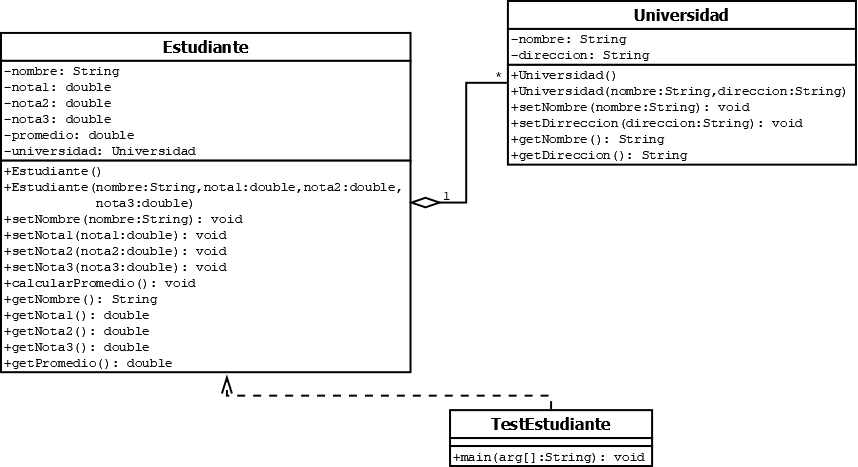 Estudiante
-nombre: String
-nota1: double
-nota2: double
-nota3: double
-promedio: double
-universidad: Universidad
+Estudiante()
+Estudiante(nombre:String,nota1:double,nota2:double,
nota3:double)
+setNombre(nombre:String): void
+setNota1(nota1:double): void
+setNota2(nota2:double): void
+setNota3(nota3:double): void
+calcularPromedio(): void
+getNombre(): String
+getNota1(): double
+getNota2(): double
+getNota3(): double
+getPromedio(): double
1
*
Universidad
-nombre: String
-direccion: String
+Universidad()
+Universidad(nombre:String,direccion:String)
+setNombre(nombre:String): void
+setDirreccion(direccion:String): void
+getNombre(): String
+getDireccion(): String
TestEstudiante
+main(arg[]:String): void